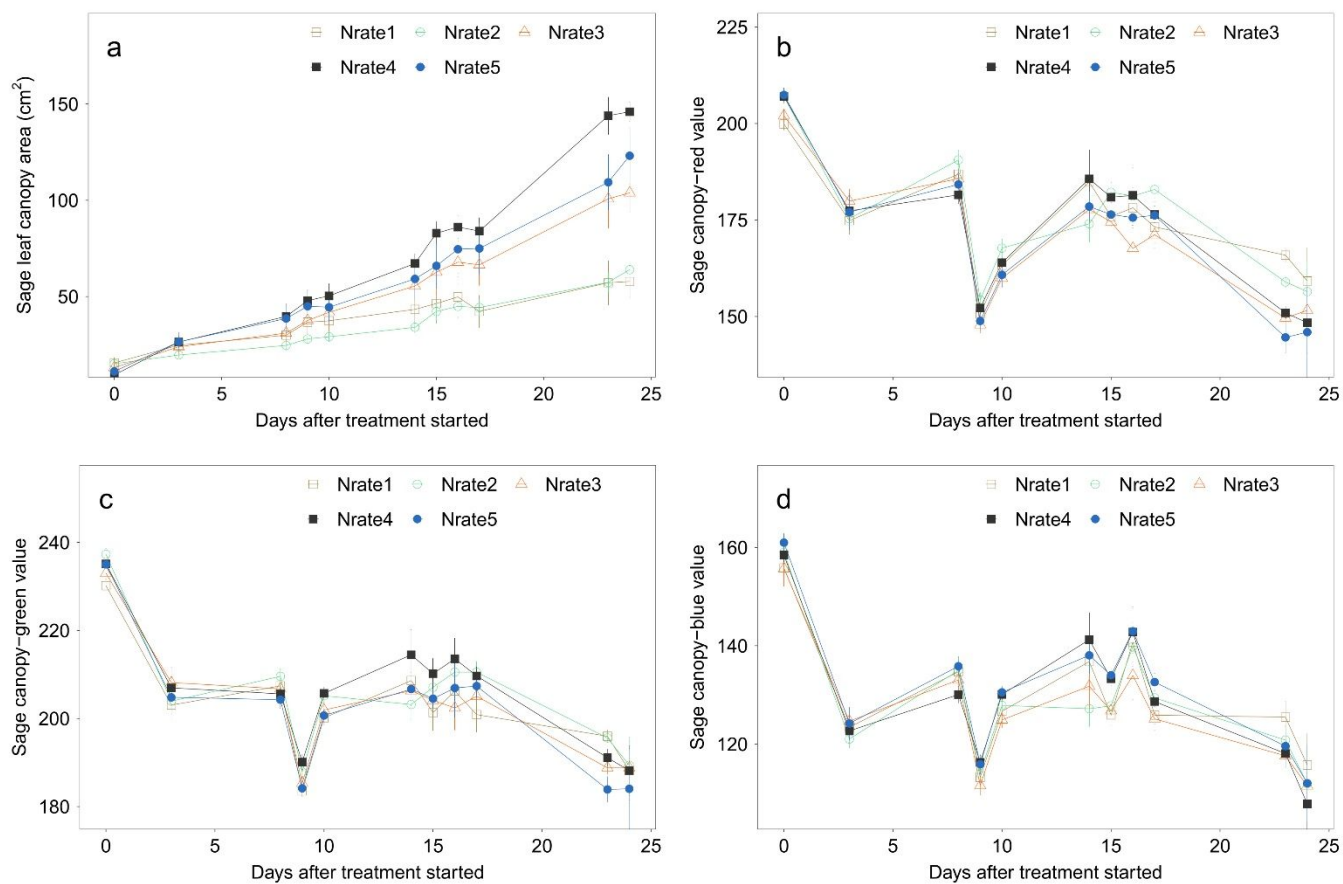 a
Nrate1 Nrate2 Nrate3
Nrate4 Nrate5
Sage leaf canopy area (cm²)
150
100
50
0 5 10 15 20 25
Days after treatment started
b
Nrate1 Nrate2 Nrate3
Nrate4 Nrate5
Sage canopy−red value
225
200
175
150
0 5 10 15 20 25
Days after treatment started
c
Nrate1 Nrate2 Nrate3
Nrate4 Nrate5
Sage canopy−green value
240
220
200
180
0 5 10 15 20 25
Days after treatment started
d
Nrate1 Nrate2 Nrate3
Nrate4 Nrate5
Sage canopy−blue value
160
140
120
0 5 10 15 20 25
Days after treatment started